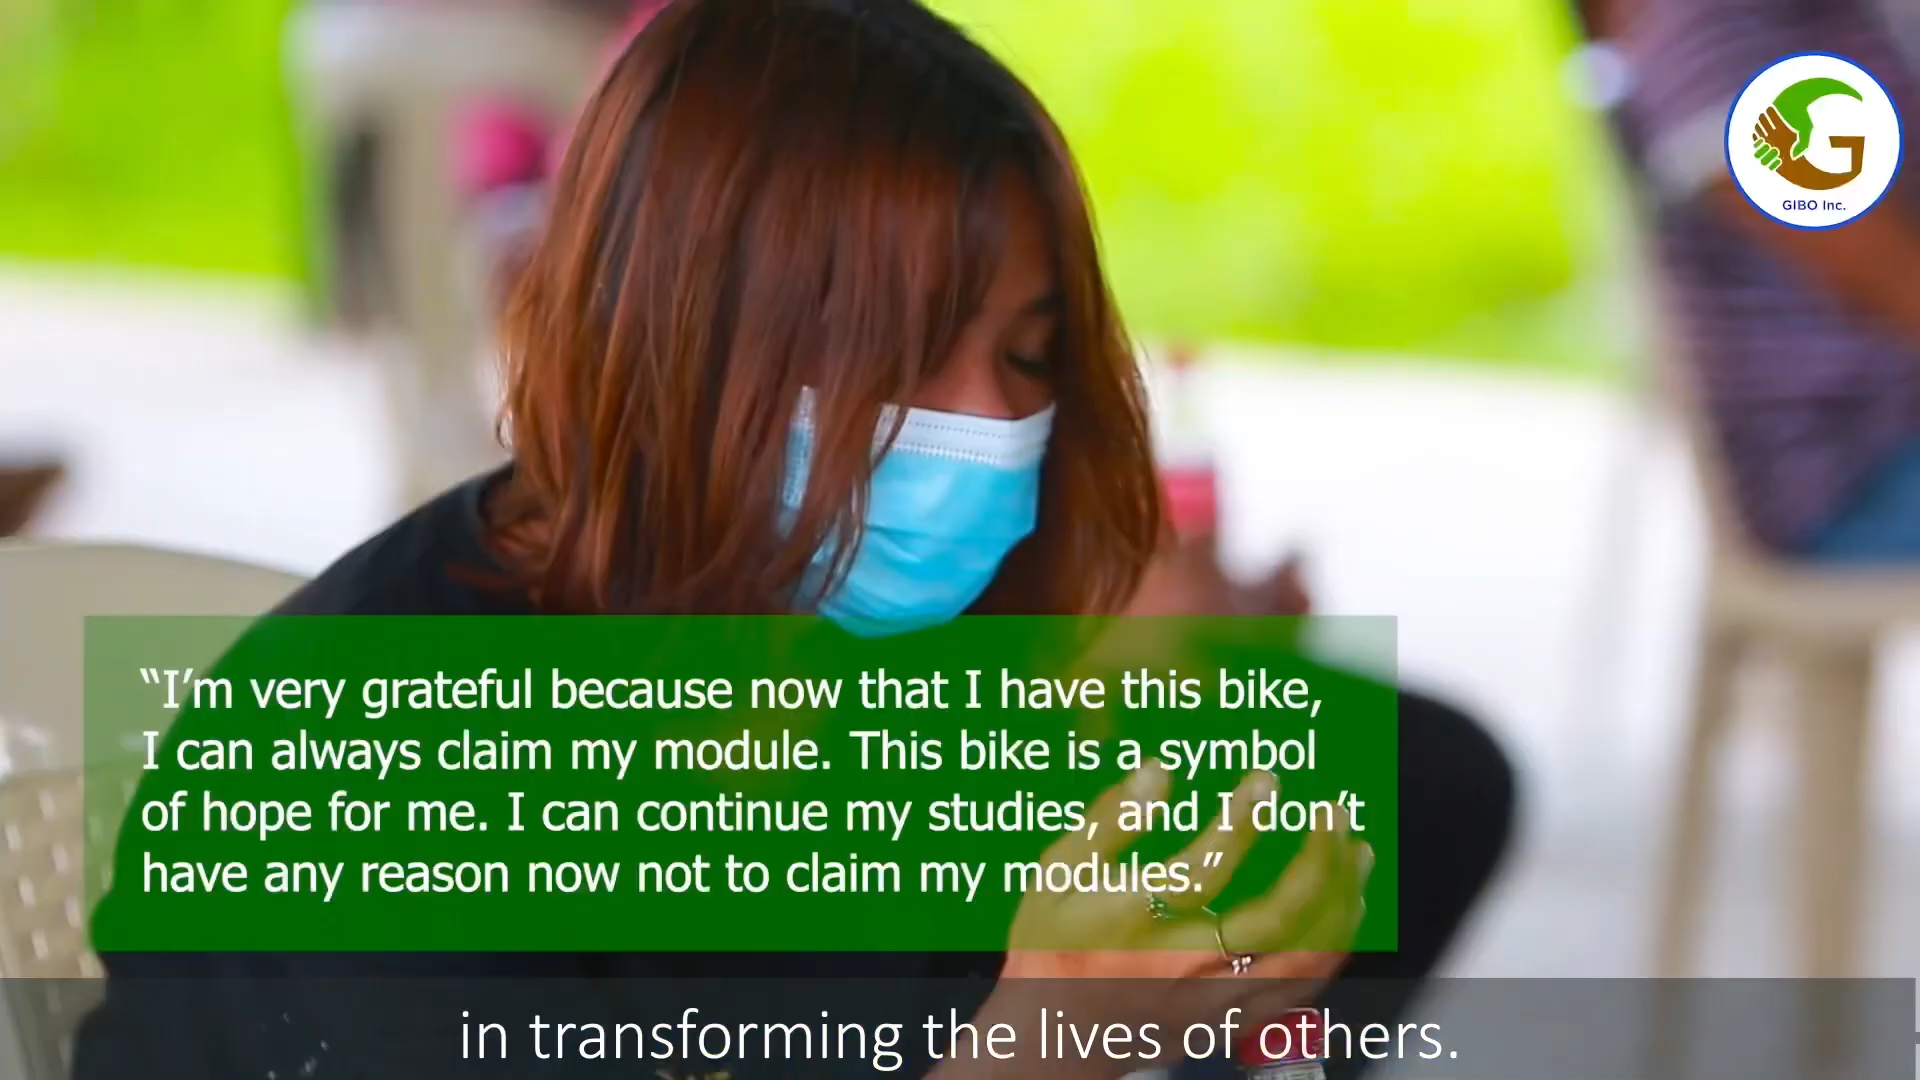 GIBO Inc.
“I’m very grateful because now that I have this bike,
I can always claim my module. This bike is a symbol
of hope for me. I can continue my studies, and I don’t
have any reason now not to claim my modules.”
in transforming the lives of others.